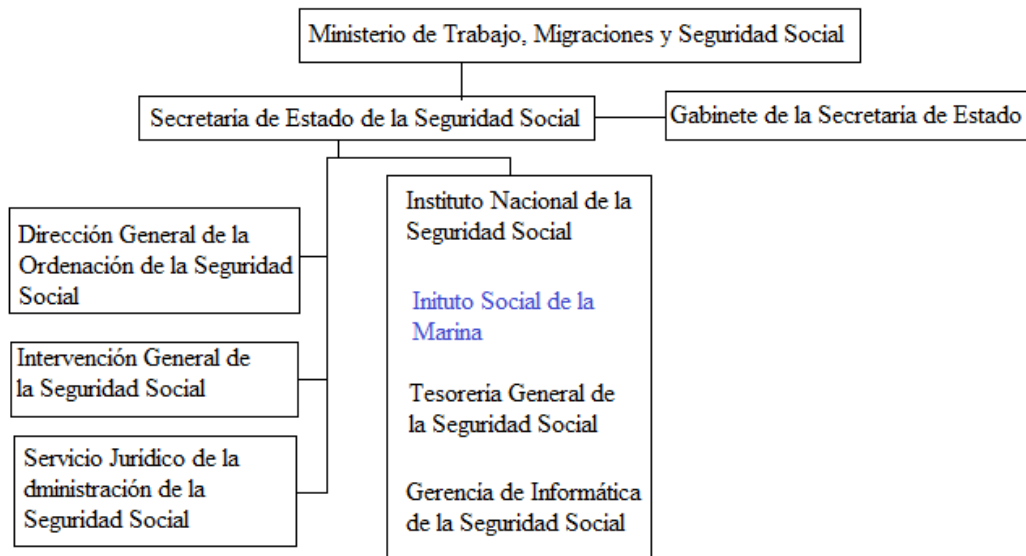 Ministerio de Trabajo, Migraciones y Seguridad Social
Secretaría de Estado de la Seguridad Social
Gabinete de la Secretaría de Estado
Dirección General de la
Ordenación de la Seguridad
Social
Intervención General de
la Seguridad Social
Servicio Jurídico de la
dministración de la
Seguridad Social
Instituto Nacional de la
Seguridad Social
Inituto Social de la
Marina
Tesorería General de
la Seguridad Social
Gerencía de Informática
de la Seguridad Social